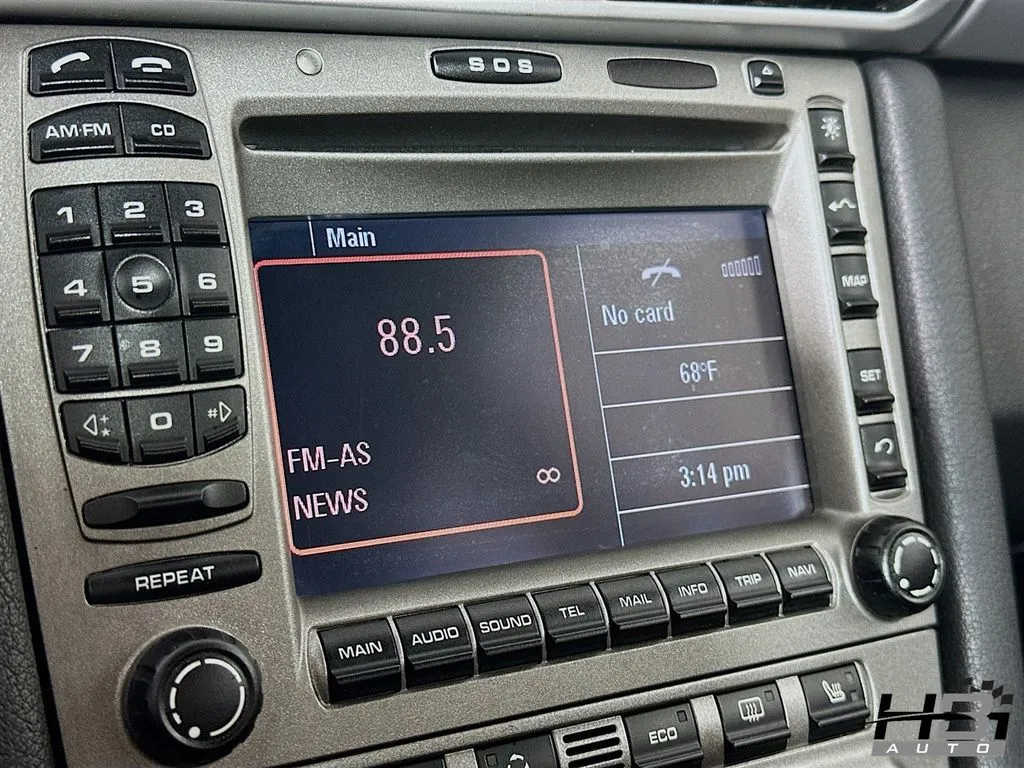 SOS
AM·FM CD
1 2 3
4 5 6
7 8 9
* 0 #
REPEAT
Main
88.5
FM-AS
NEWS
No card
68°F
3:14 pm
MAP
SET
MAIN AUDIO SOUND TEL MAIL INFO TRIP NAVI
ECO
HBI
AUTO